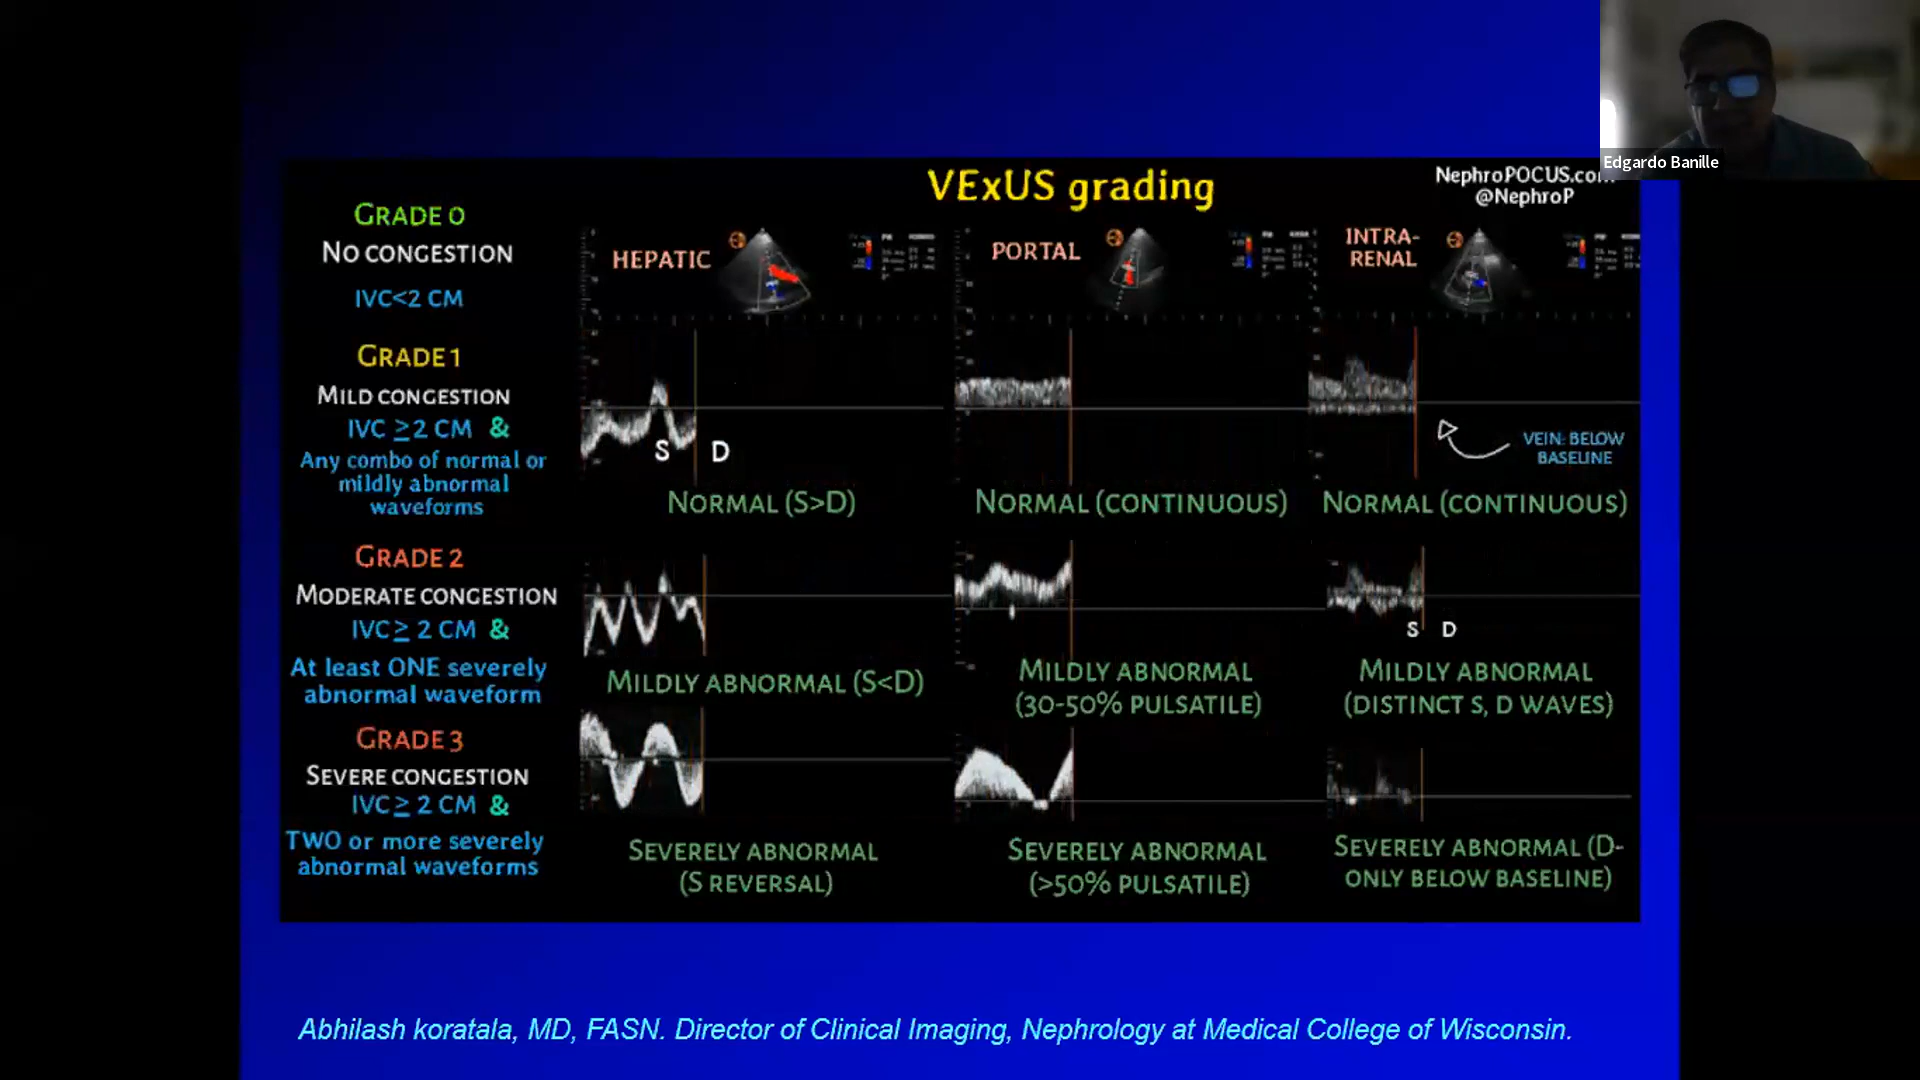 Edgardo Banille
VExUS grading
NephroPOCUS.com
@NephroP
GRADE 0
NO CONGESTION
IVC<2 CM
GRADE 1
MILD CONGESTION
IVC ≥2 CM &
Any combo of normal or
mildly abnormal
waveforms
GRADE 2
MODERATE CONGESTION
IVC ≥ 2 CM &
At least ONE severely
abnormal waveform
GRADE 3
SEVERE CONGESTION
IVC ≥ 2 CM &
TWO or more severely
abnormal waveforms
HEPATIC
PORTAL
INTRA-
RENAL
S D
VEIN: BELOW
BASELINE
NORMAL (S>D)
NORMAL (CONTINUOUS)
NORMAL (CONTINUOUS)
S D
MILDLY ABNORMAL (S<D)
MILDLY ABNORMAL
(30-50% PULSATILE)
MILDLY ABNORMAL
(DISTINCT S, D WAVES)
SEVERELY ABNORMAL
(S REVERSAL)
SEVERELY ABNORMAL
(>50% PULSATILE)
SEVERELY ABNORMAL (D-
ONLY BELOW BASELINE)
Abhilash koratala, MD, FASN. Director of Clinical Imaging, Nephrology at Medical College of Wisconsin.